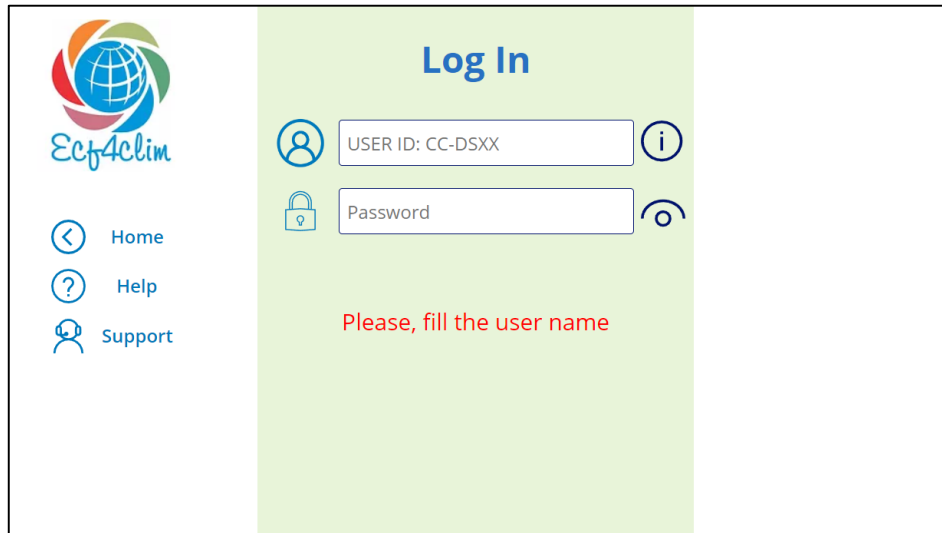 Ecf4clim
Home
Help
Support
Log In
USER ID: CC-DSXX
i
Password
Please, fill the user name